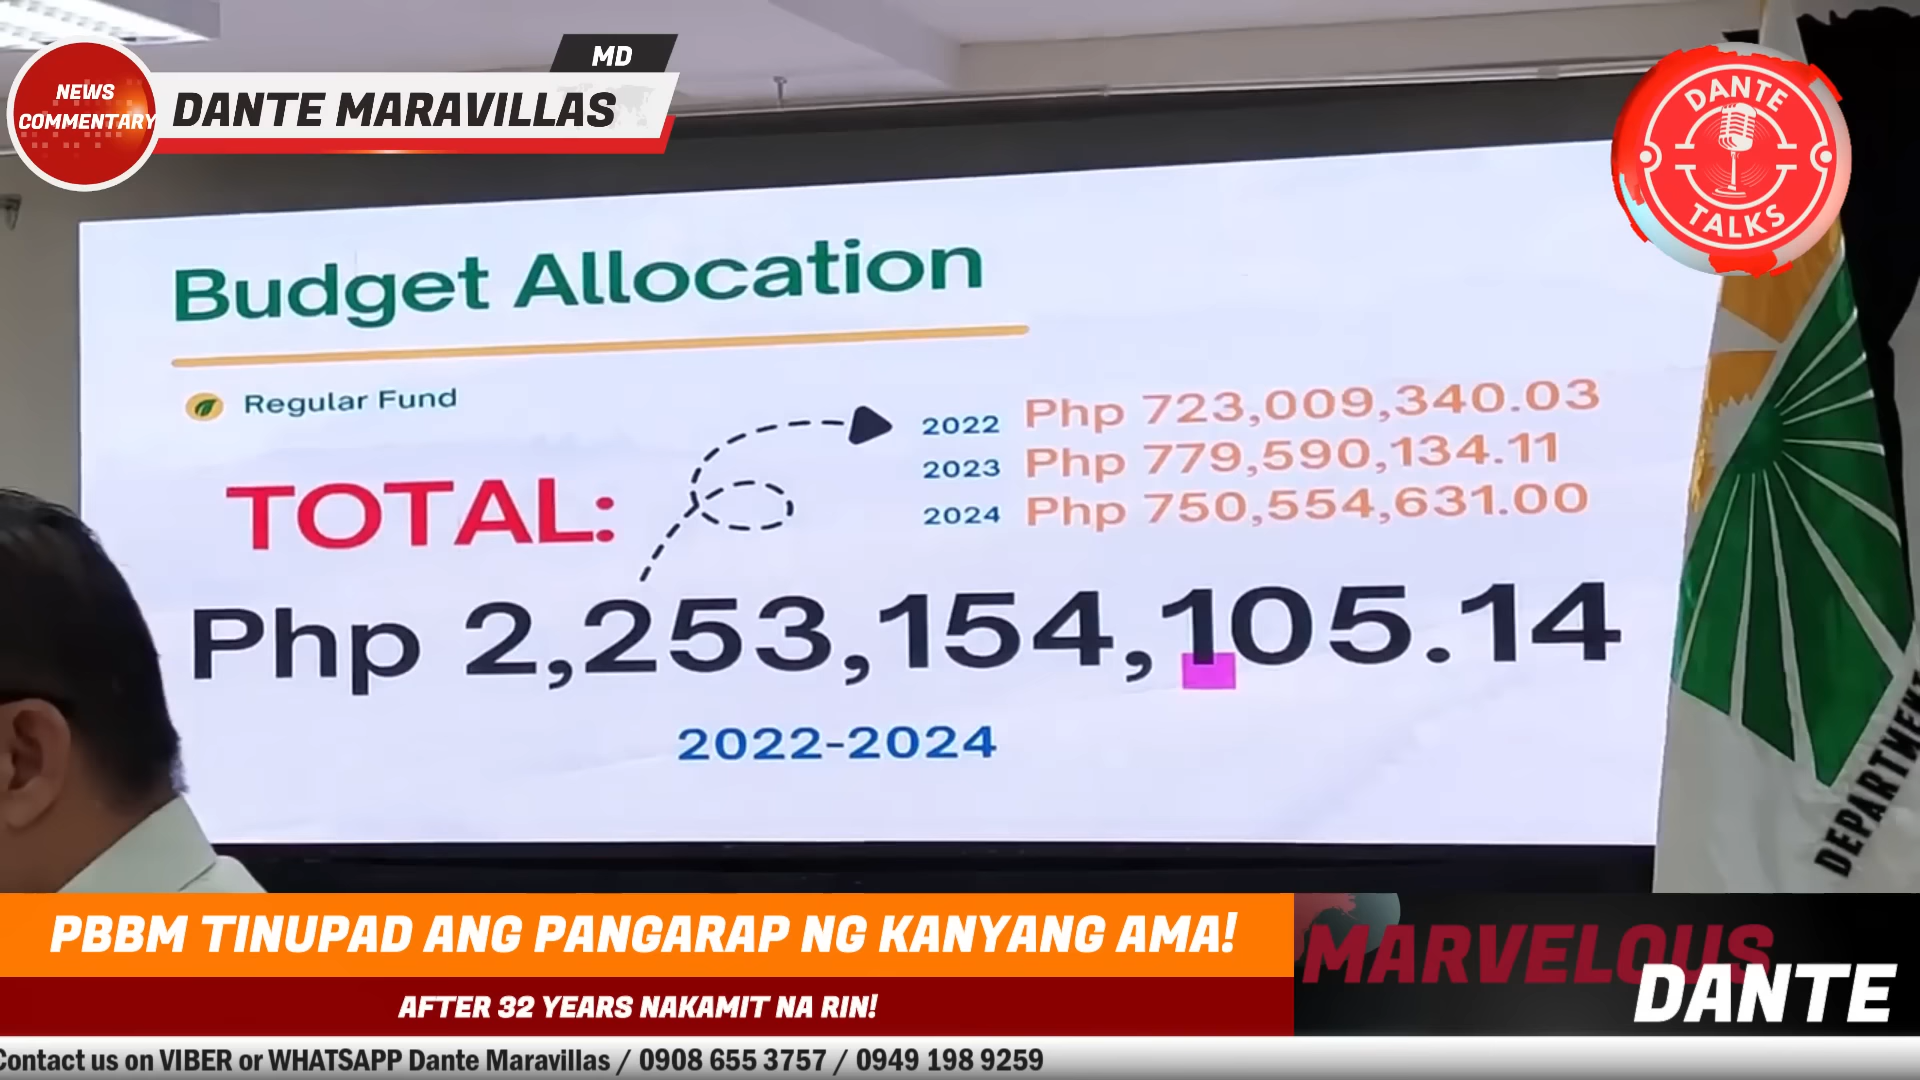 MD
NEWS
COMMENTARY
DANTE MARAVILLAS
DANTE
TALKS
Budget Allocation
Regular Fund
2022 Php 723,009,340.03
2023 Php 779,590,134.11
2024 Php 750,554,631.00
TOTAL:
Php 2,253,154,105.14
2022-2024
DEPARTMENT
PBBM TINUPAD ANG PANGARAP NG KANYANG AMA!
AFTER 32 YEARS NAKAMIT NA RIN!
MARVELOUS
DANTE
Contact us on VIBER or WHATSAPP Dante Maravillas / 0908 655 3757 / 0949 198 9259